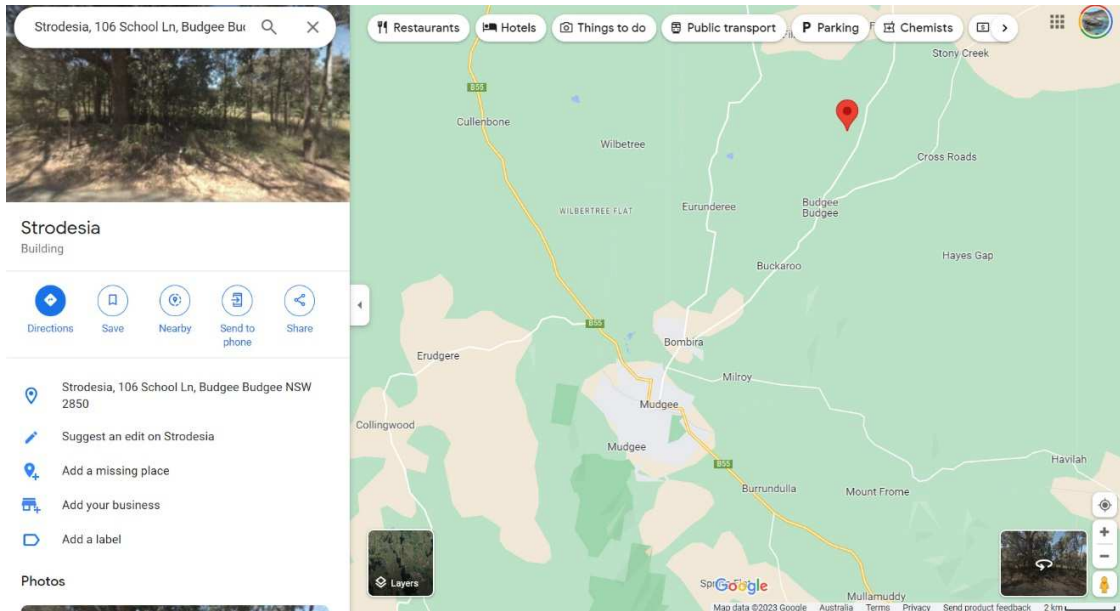 Strodesia, 106 School Ln, Budgee Bud
Restaurants
Hotels
Things to do
Public transport
Parking
Chemists
Stony Creek
B55
Cullenbone
Wilbetree
Cross Roads
WILBERTREE FLAT
Eurunderee
Budgee
Budgee
Hayes Gap
Buckaroo
Strodesia
Building
Directions
Save
Nearby
Send to
phone
Share
B55
Bombira
Erudgere
Milroy
Mudgee
Collingwood
Mudgee
Strodesia, 106 School Ln, Budgee Budgee NSW
2850
Suggest an edit on Strodesia
Add a missing place
Add your business
Add a label
Photos
B55
Havilah
Burrundulla
Mount Frome
Layers
Google
Mullamuddy
Map data ©2023 Google Australia Terms Privacy Send product feedback 2 km